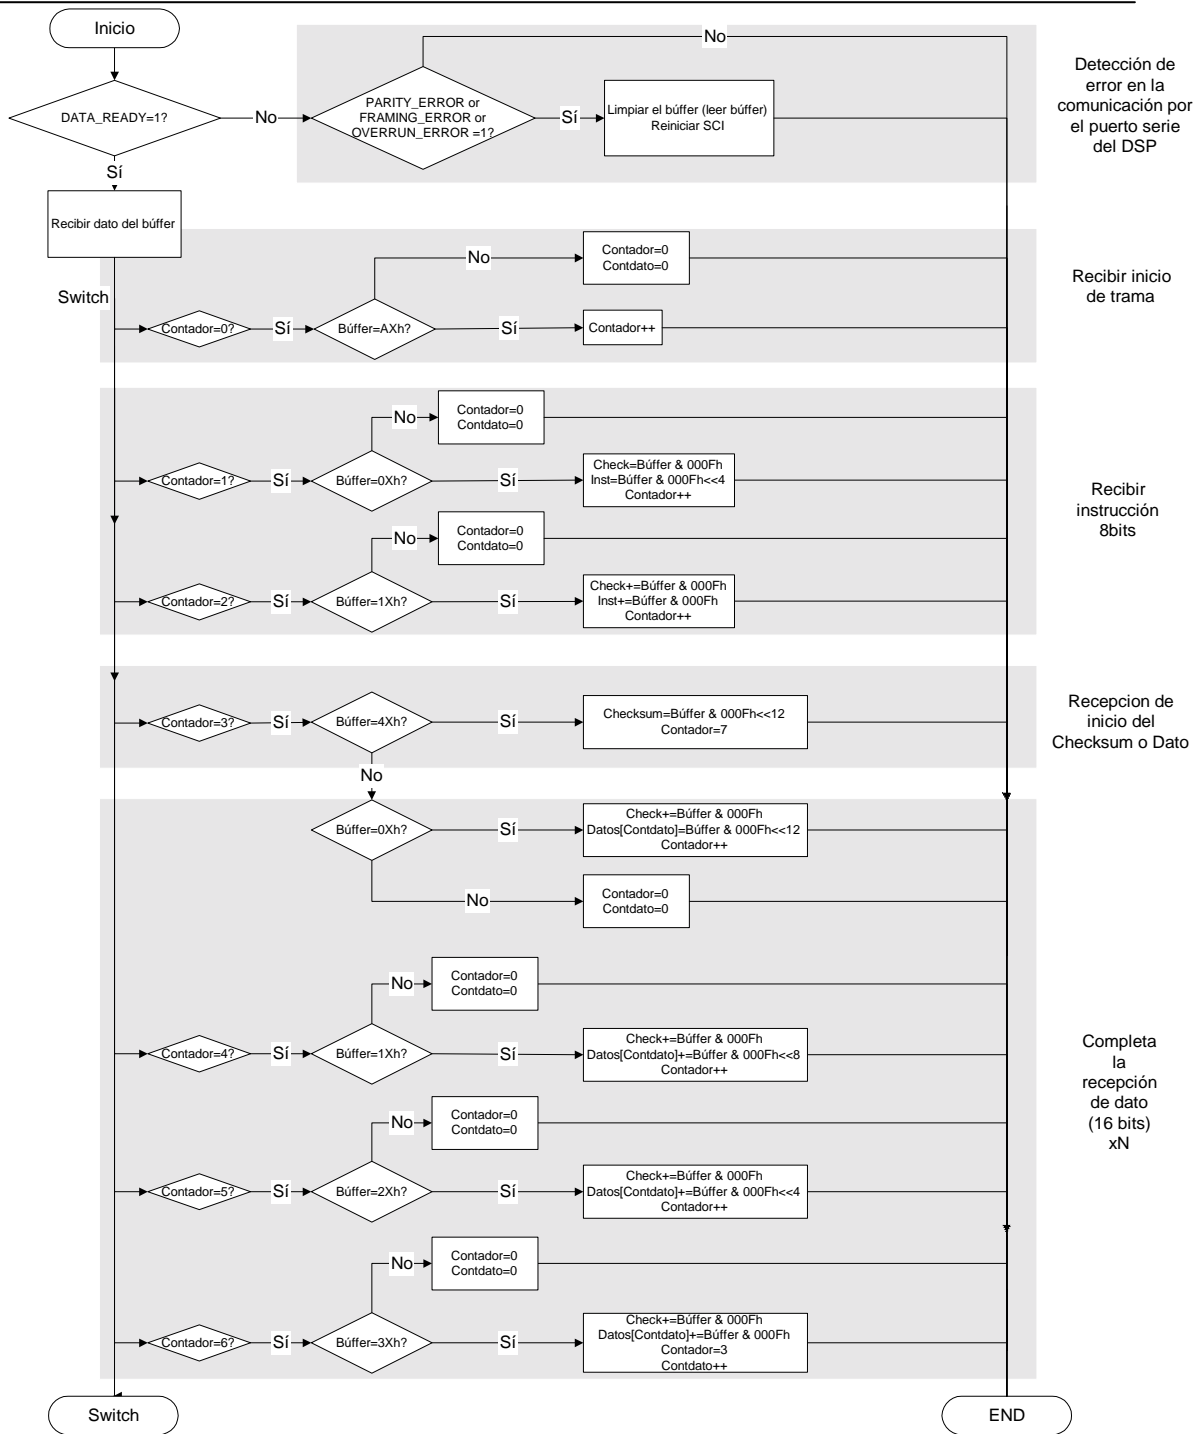 Inicio
No
Detección de
error en la
comunicación por
el puerto serie
del DSP
DATA_READY=1?
No
PARITY_ERROR or
FRAMING_ERROR or
OVERRUN_ERROR =1?
Sí
Limpiar el búffer (leer búffer)
Reiniciar SCI
Sí
Recibir dato del búffer
Switch
No
Contador=0
Contdato=0
Recibir inicio
de trama
Contador=0?
Sí
Búffer=AXh?
Sí
Contador++
No
Contador=0
Contdato=0
Contador=1?
Sí
Búffer=0Xh?
Sí
Check=Búffer & 000Fh
Inst=Búffer & 000Fh<<4
Contador++
Recibir
instrucción
8bits
No
Contador=0
Contdato=0
Contador=2?
Sí
Búffer=1Xh?
Sí
Check+=Búffer & 000Fh
Inst+=Búffer & 000Fh
Contador++
Contador=3?
Sí
Búffer=4Xh?
Sí
Checksum=Búffer & 000Fh<<12
Contador=7
Recepcion de
inicio del
Checksum o Dato
No
Búffer=0Xh?
Sí
Check+=Búffer & 000Fh
Datos[Contdato]=Búffer & 000Fh<<12
Contador++
No
Contador=0
Contdato=0
No
Contador=0
Contdato=0
Contador=4?
Sí
Búffer=1Xh?
Sí
Check+=Búffer & 000Fh
Datos[Contdato]+=Búffer & 000Fh<<8
Contador++
Completa
la
recepción
de dato
(16 bits)
xN
No
Contador=0
Contdato=0
Contador=5?
Sí
Búffer=2Xh?
Sí
Check+=Búffer & 000Fh
Datos[Contdato]+=Búffer & 000Fh<<4
Contador++
No
Contador=0
Contdato=0
Contador=6?
Sí
Búffer=3Xh?
Sí
Check+=Búffer & 000Fh
Datos[Contdato]+=Búffer & 000Fh
Contador=3
Contdato++
Switch
END